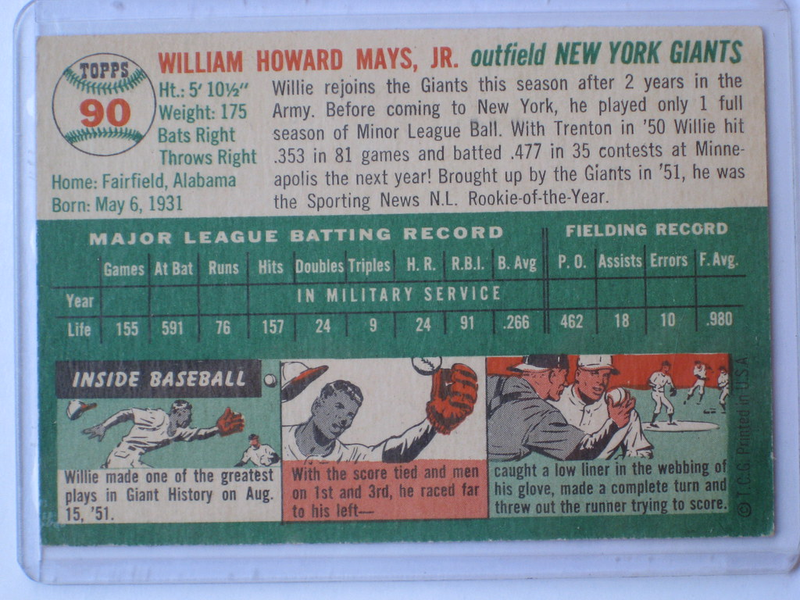 TOPPS
90
WILLIAM HOWARD MAYS, JR. outfield NEW YORK GIANTS
Ht.: 5' 10½"
Weight: 175
Bats Right
Throws Right
Home: Fairfield, Alabama
Born: May 6, 1931
Willie rejoins the Giants this season after 2 years in the
Army. Before coming to New York, he played only 1 full
season of Minor League Ball. With Trenton in '50 Willie hit
.353 in 81 games and batted .477 in 35 contests at Minne-
apolis the next year! Brought up by the Giants in '51, he was
the Sporting News N.L. Rookie-of-the-Year.
MAJOR LEAGUE BATTING RECORD
FIELDING RECORD
Games At Bat Runs Hits Doubles Triples H. R. R.B.I. B. Avg P. O. Assists Errors F. Avg.
Year IN MILITARY SERVICE
Life 155 591 76 157 24 9 24 91 .266 462 18 10 .980
INSIDE BASEBALL
Willie made one of the greatest
plays in Giant History on Aug.
15, '51.
With the score tied and men
on 1st and 3rd, he raced far
to his left—
caught a low liner in the webbing of
his glove, made a complete turn and
threw out the runner trying to score.
© T.C.G. Printed in U.S.A